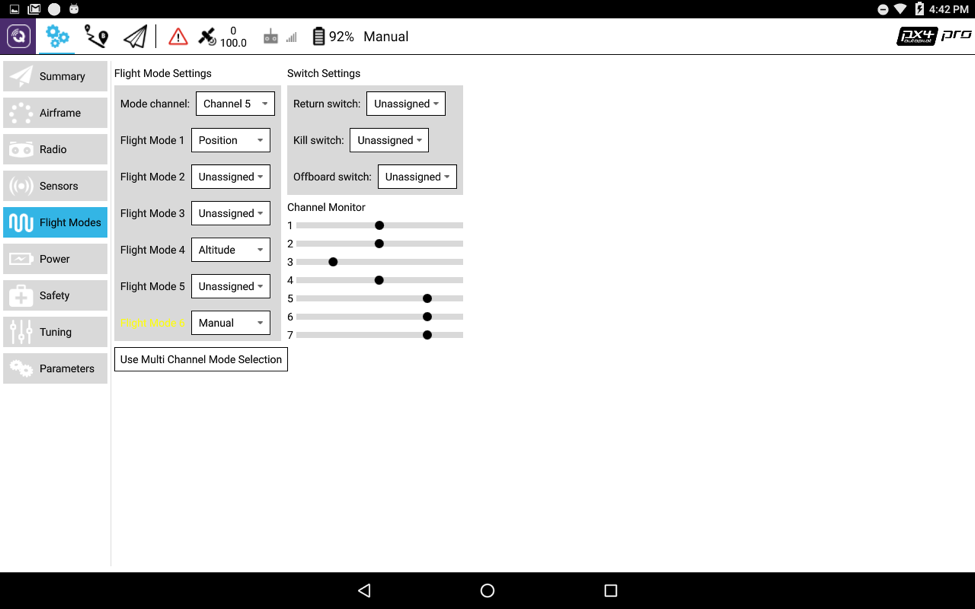 4:42 PM
0
100.0
92% Manual
px4 pro
Summary
Airframe
Radio
Sensors
Flight Modes
Power
Safety
Tuning
Parameters
Flight Mode Settings
Mode channel: Channel 5
Flight Mode 1 Position
Flight Mode 2 Unassigned
Flight Mode 3 Unassigned
Flight Mode 4 Altitude
Flight Mode 5 Unassigned
Flight Mode 6 Manual
Use Multi Channel Mode Selection
Switch Settings
Return switch: Unassigned
Kill switch: Unassigned
Offboard switch: Unassigned
Channel Monitor
1
2
3
4
5
6
7